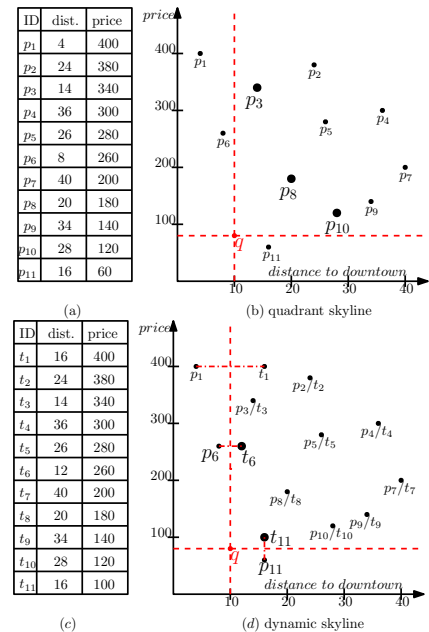 ID dist. price
p1 4 400
p2 24 380
p3 14 340
p4 36 300
p5 26 280
p6 8 260
p7 40 200
p8 20 180
p9 34 140
p10 28 120
p11 16 60
(a)
price
400
300
200
100
p1
p2
p3
p4
p5
p6
p7
p8
p9
p10
q
p11
distance to downtown
10 20 30 40
(b) quadrant skyline
ID dist. price
t1 16 400
t2 24 380
t3 14 340
t4 36 300
t5 26 280
t6 12 260
t7 40 200
t8 20 180
t9 34 140
t10 28 120
t11 16 100
(c)
price
400
300
200
100
p1 t1
p2/t2
p3/t3
p4/t4
p5/t5
p6 t6
p7/t7
p8/t8
p9/t9
p10/t10
t11
q
p11
distance to downtown
10 20 30 40
(d) dynamic skyline